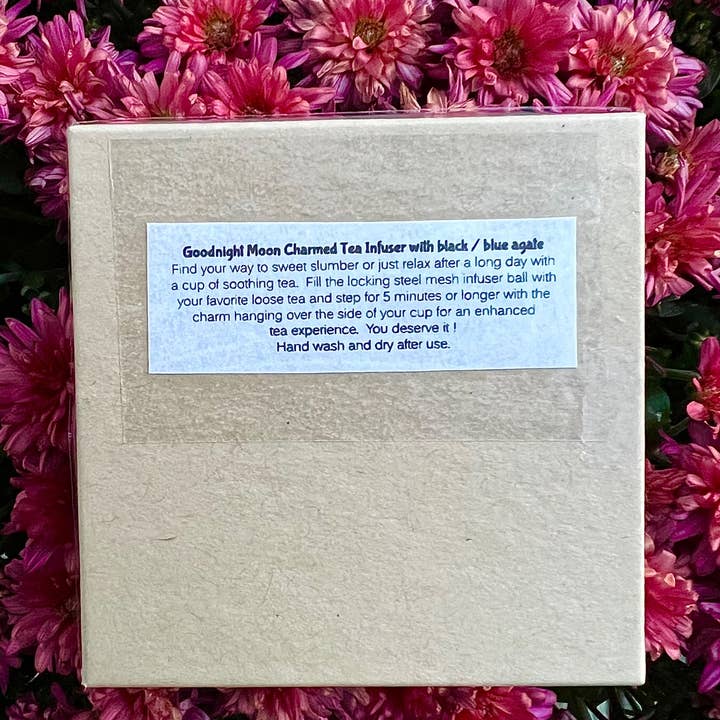 Goodnight Moon Charmed Tea Infuser with black / blue agate
Find your way to sweet slumber or just relax after a long day with
a cup of soothing tea.  Fill the locking steel mesh infuser ball with
your favorite loose tea and step for 5 minutes or longer with the
charm hanging over the side of your cup for an enhanced
tea experience.  You deserve it !
Hand wash and dry after use.